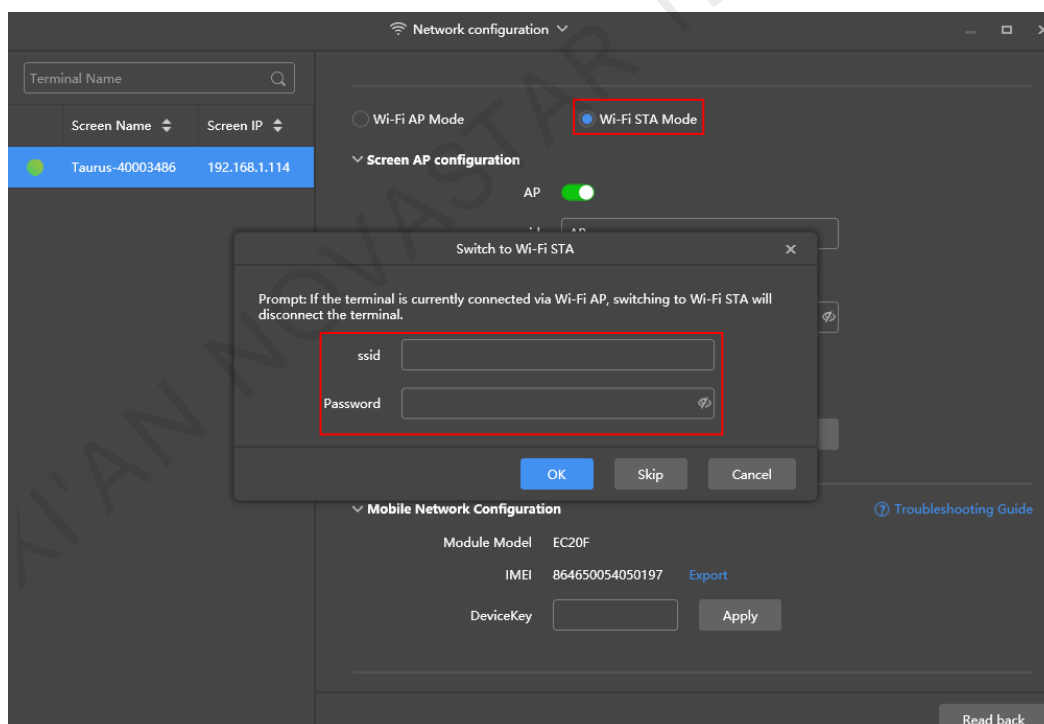 Network configuration
Terminal Name
Screen Name
Screen IP
Taurus-40003486
192.168.1.114
Wi-Fi AP Mode
Wi-Fi STA Mode
Screen AP configuration
AP
Switch to Wi-Fi STA
Prompt: If the terminal is currently connected via Wi-Fi AP, switching to Wi-Fi STA will
disconnect the terminal.
ssid
Password
OK
Skip
Cancel
Mobile Network Configuration
Troubleshooting Guide
Module Model
EC20F
IMEI
864650054050197
Export
DeviceKey
Apply
Read back
XI'AN NOVASTAR